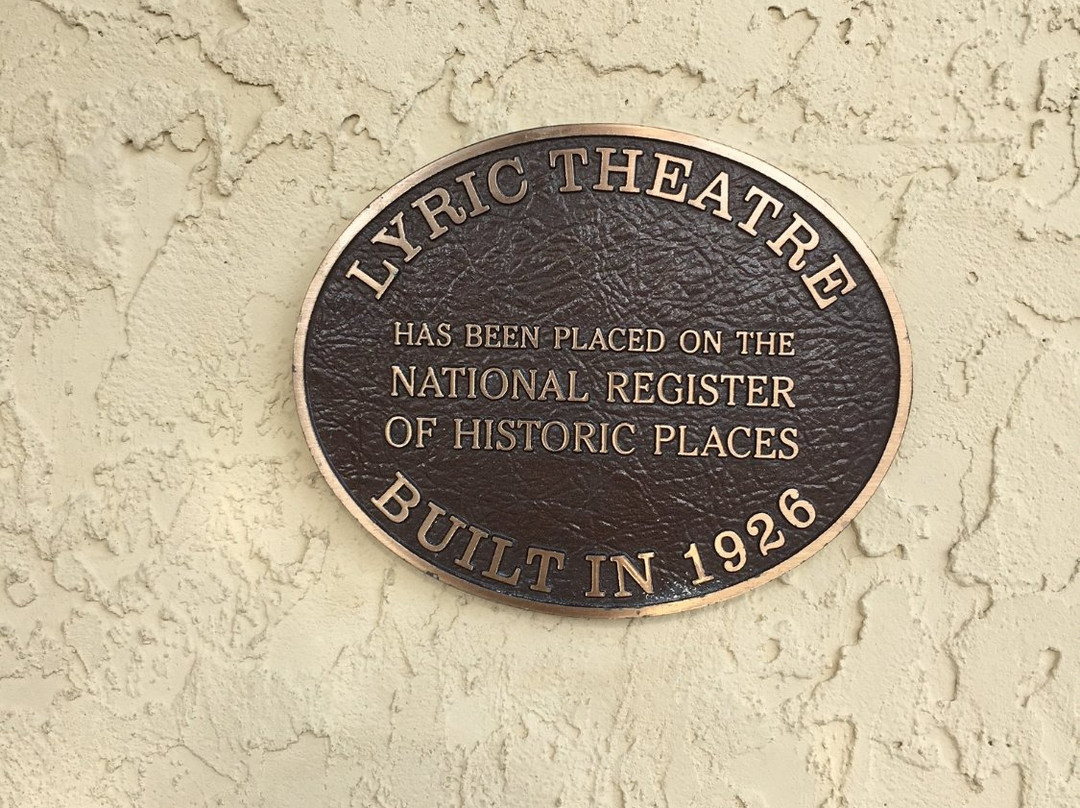 LYRIC THEATRE
HAS BEEN PLACED ON THE
NATIONAL REGISTER
OF HISTORIC PLACES
BUILT IN 1926